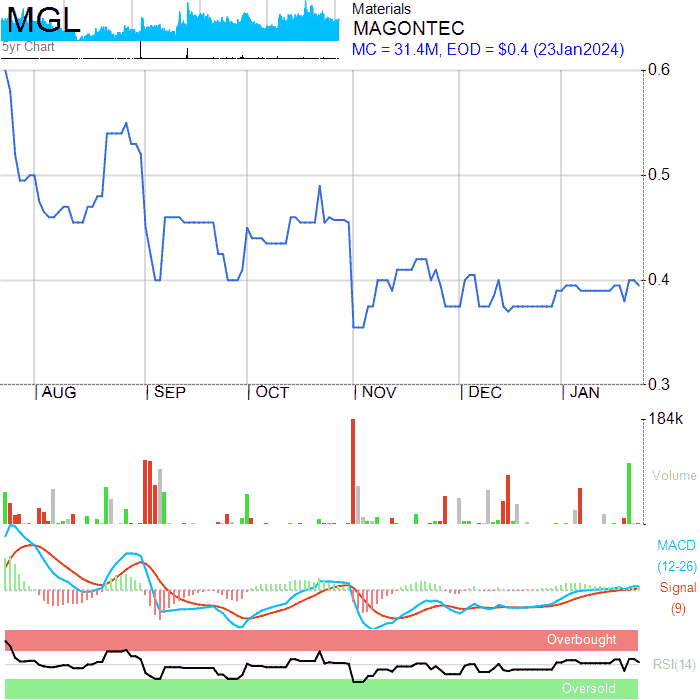 MGL
5yr Chart
Materials
MAGONTEC
MC = 31.4M, EOD = $0.4 (23Jan2024)
0.6
0.5
0.4
0.3
AUG SEP OCT NOV DEC JAN
184k
Volume
MACD
(12-26)
Signal
(9)
Overbought
RSI(14)
Oversold